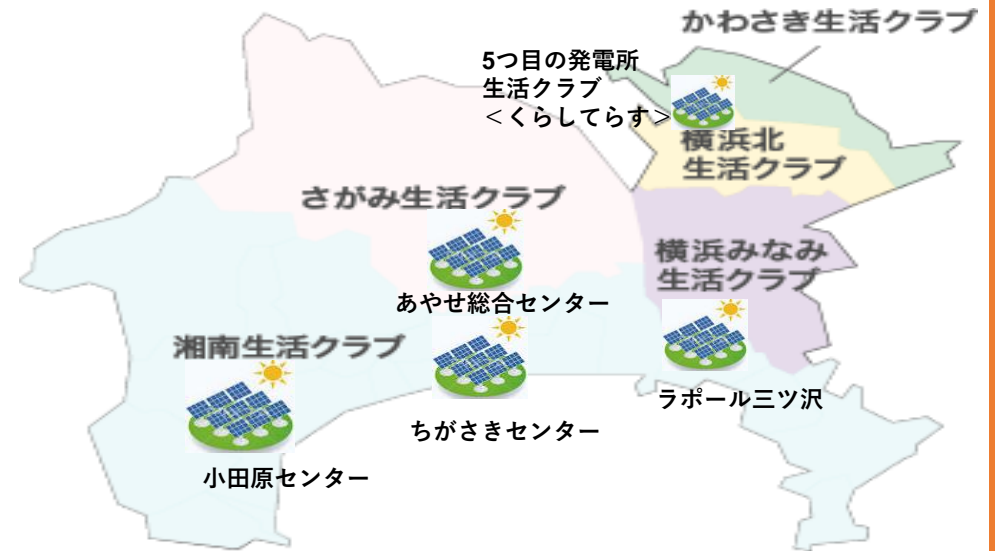 かわさき生活クラブ
5つ目の発電所
生活クラブ
＜くらしてらす＞
横浜北
生活クラブ
さがみ生活クラブ
横浜みなみ
生活クラブ
あやせ総合センター
湘南生活クラブ
ラポール三ツ沢
ちがさきセンター
小田原センター